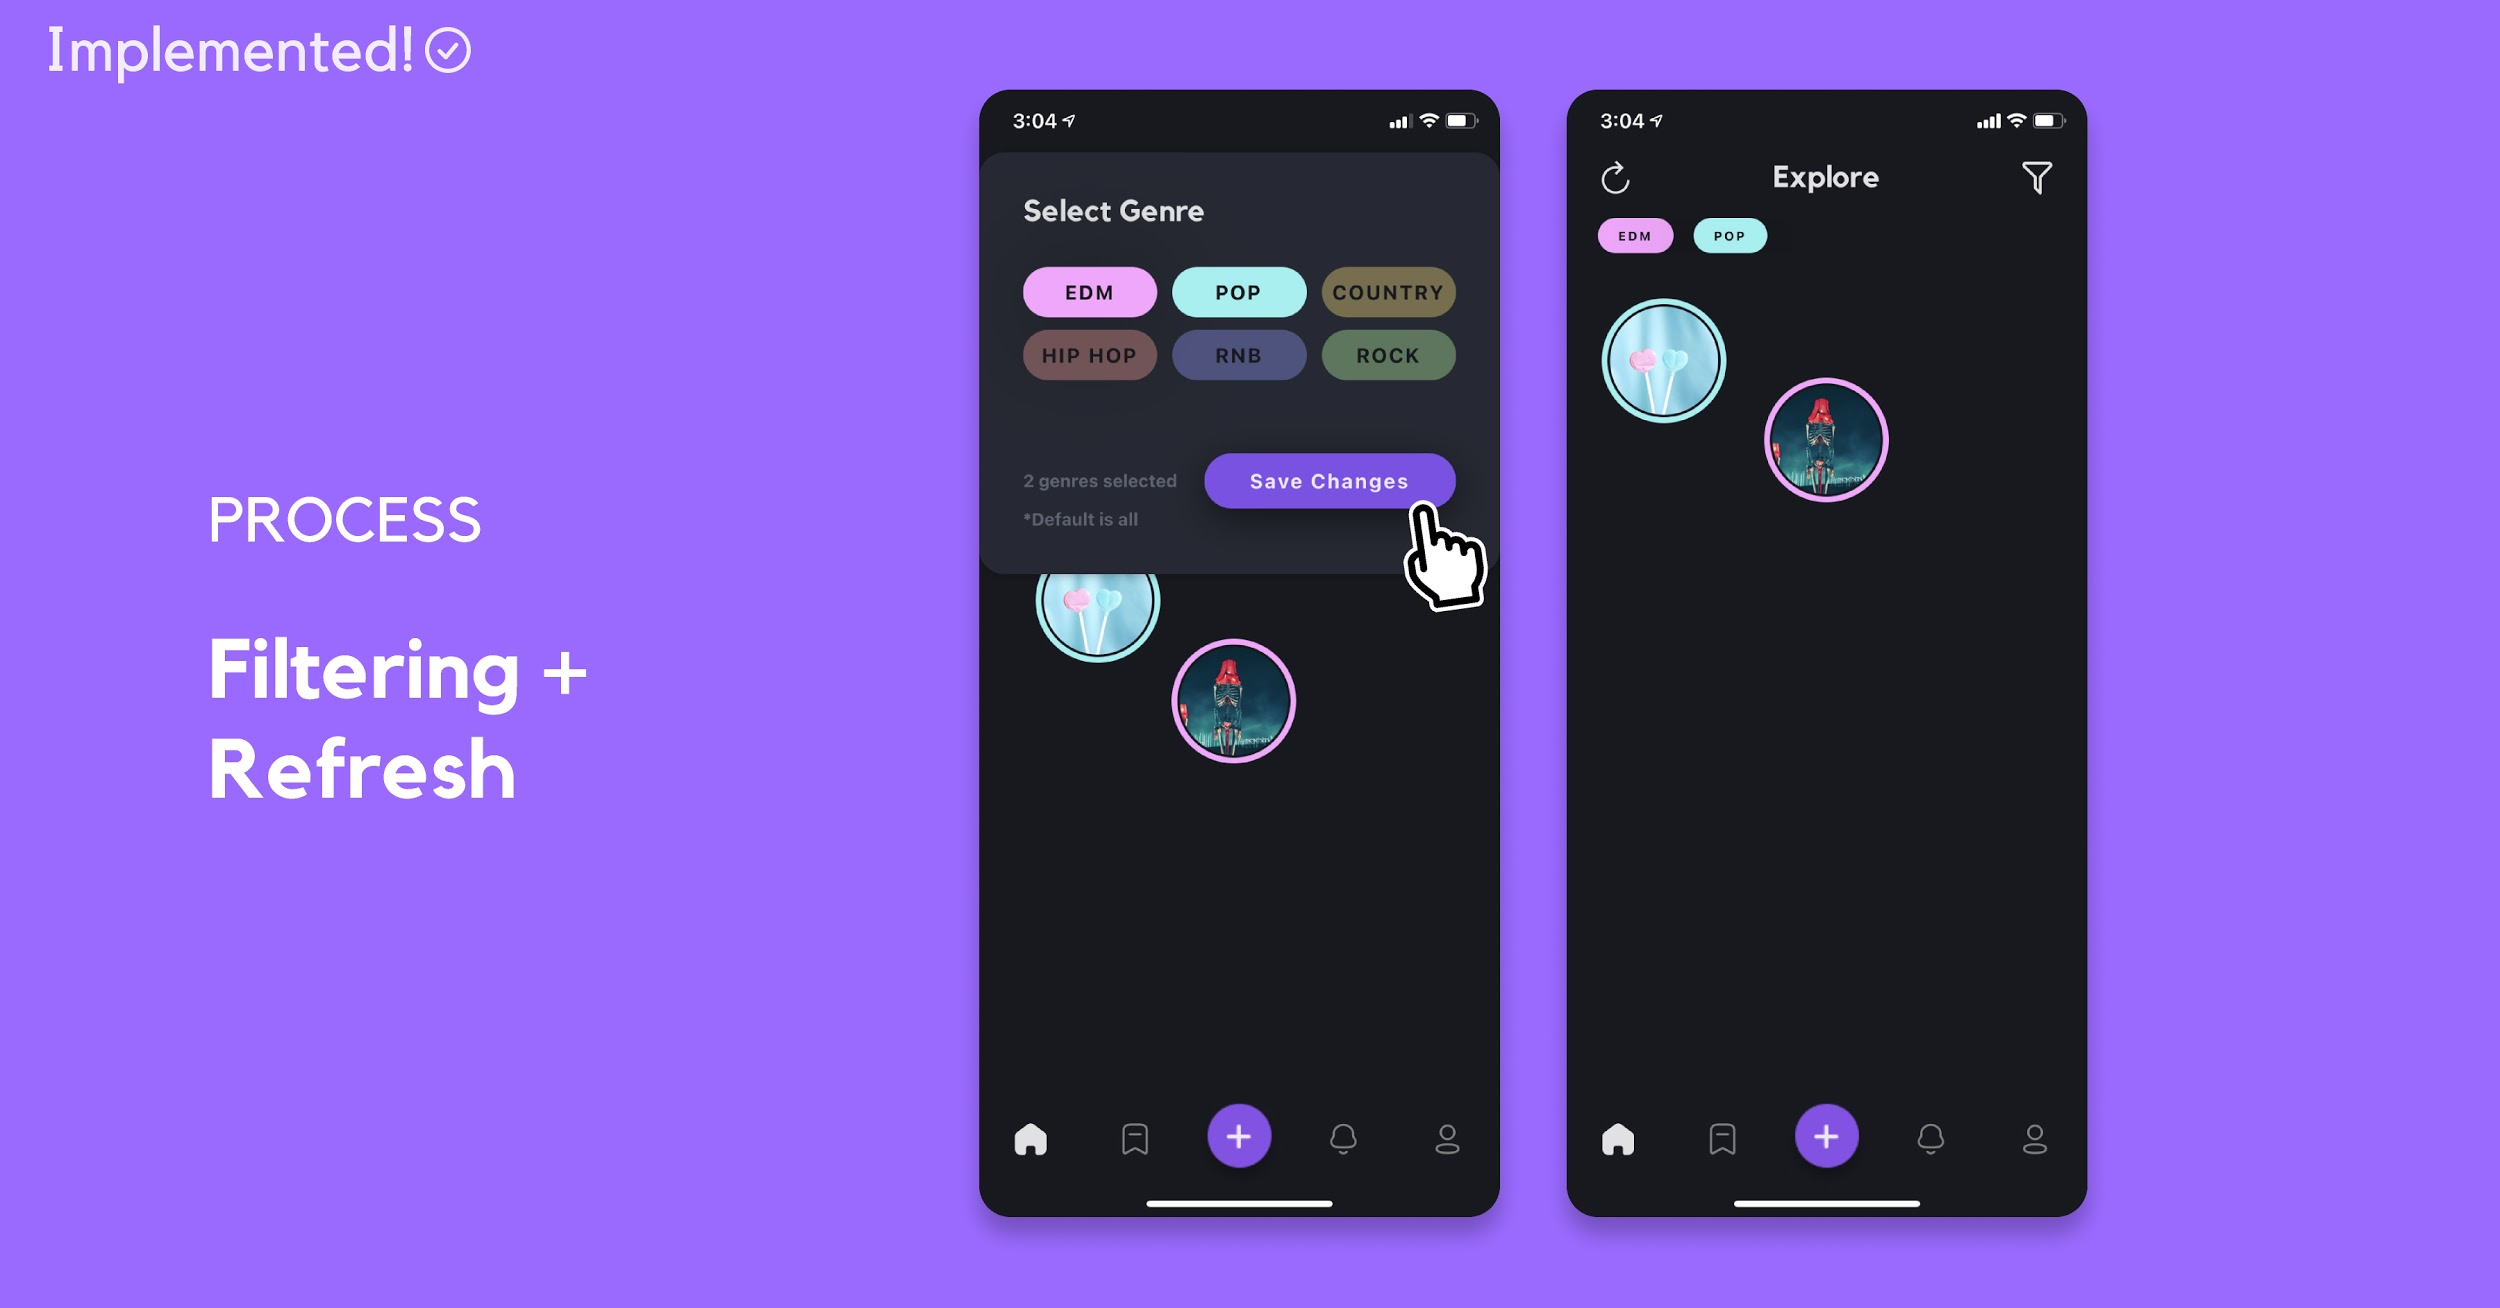 Implemented!
PROCESS
Filtering +
Refresh
3:04
Select Genre
EDM
POP
COUNTRY
HIP HOP
RNB
ROCK
2 genres selected
Save Changes
*Default is all
3:04
Explore
EDM
POP